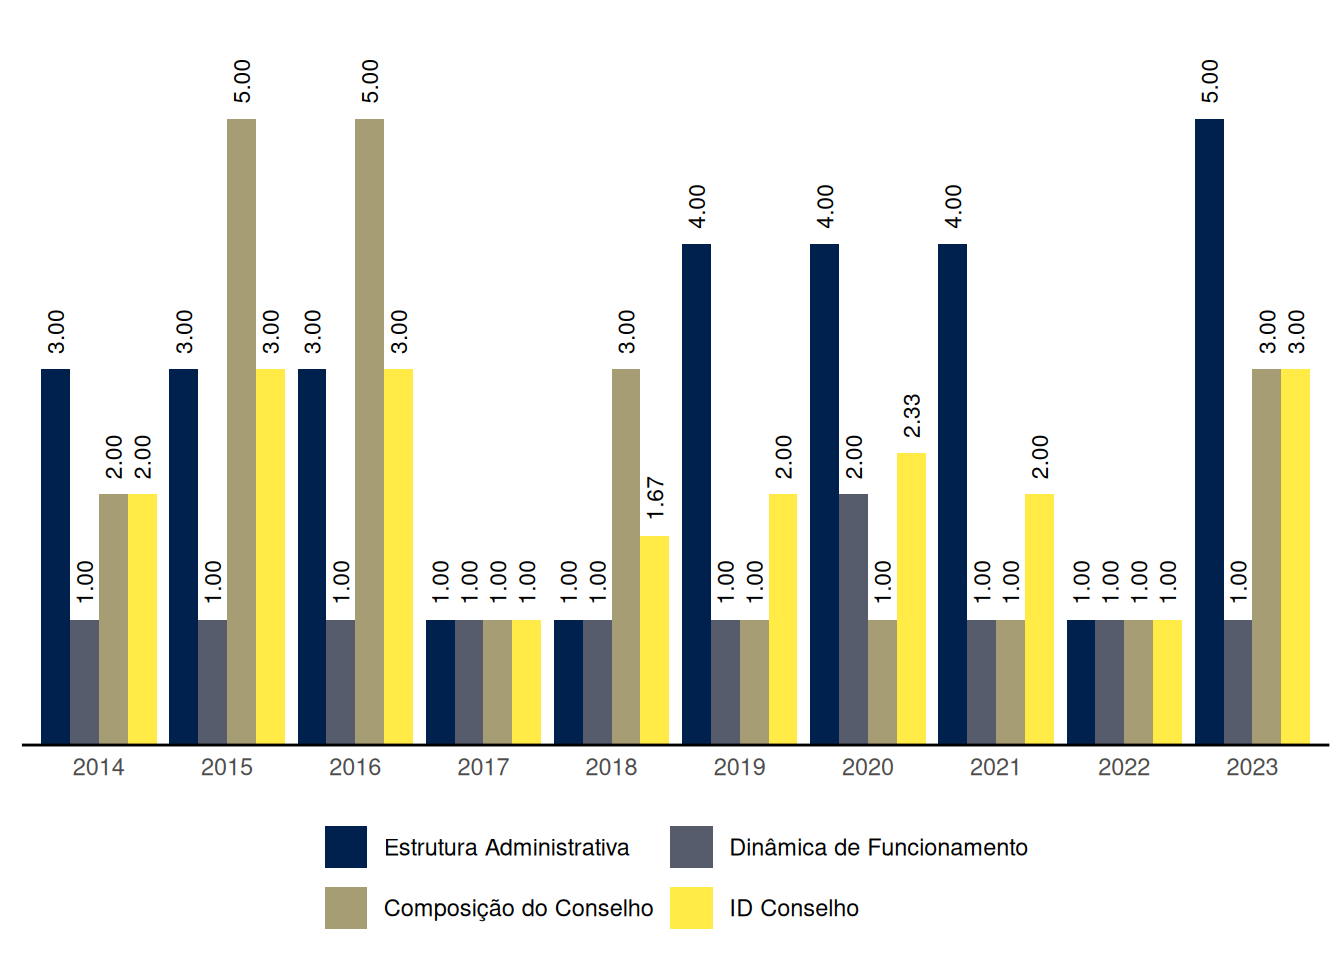 5.00 5.00 5.00
4.00 4.00 4.00
3.00 3.00 3.00 3.00 3.00 3.00 3.00 3.00
2.33
2.00 2.00 2.00 2.00 2.00
1.67
1.00 1.00 1.00 1.00 1.00 1.00 1.00 1.00 1.00 1.00 1.00 1.00 1.00 1.00 1.00 1.00 1.00 1.00 1.00
2014 2015 2016 2017 2018 2019 2020 2021 2022 2023
Estrutura Administrativa Dinâmica de Funcionamento
Composição do Conselho ID Conselho